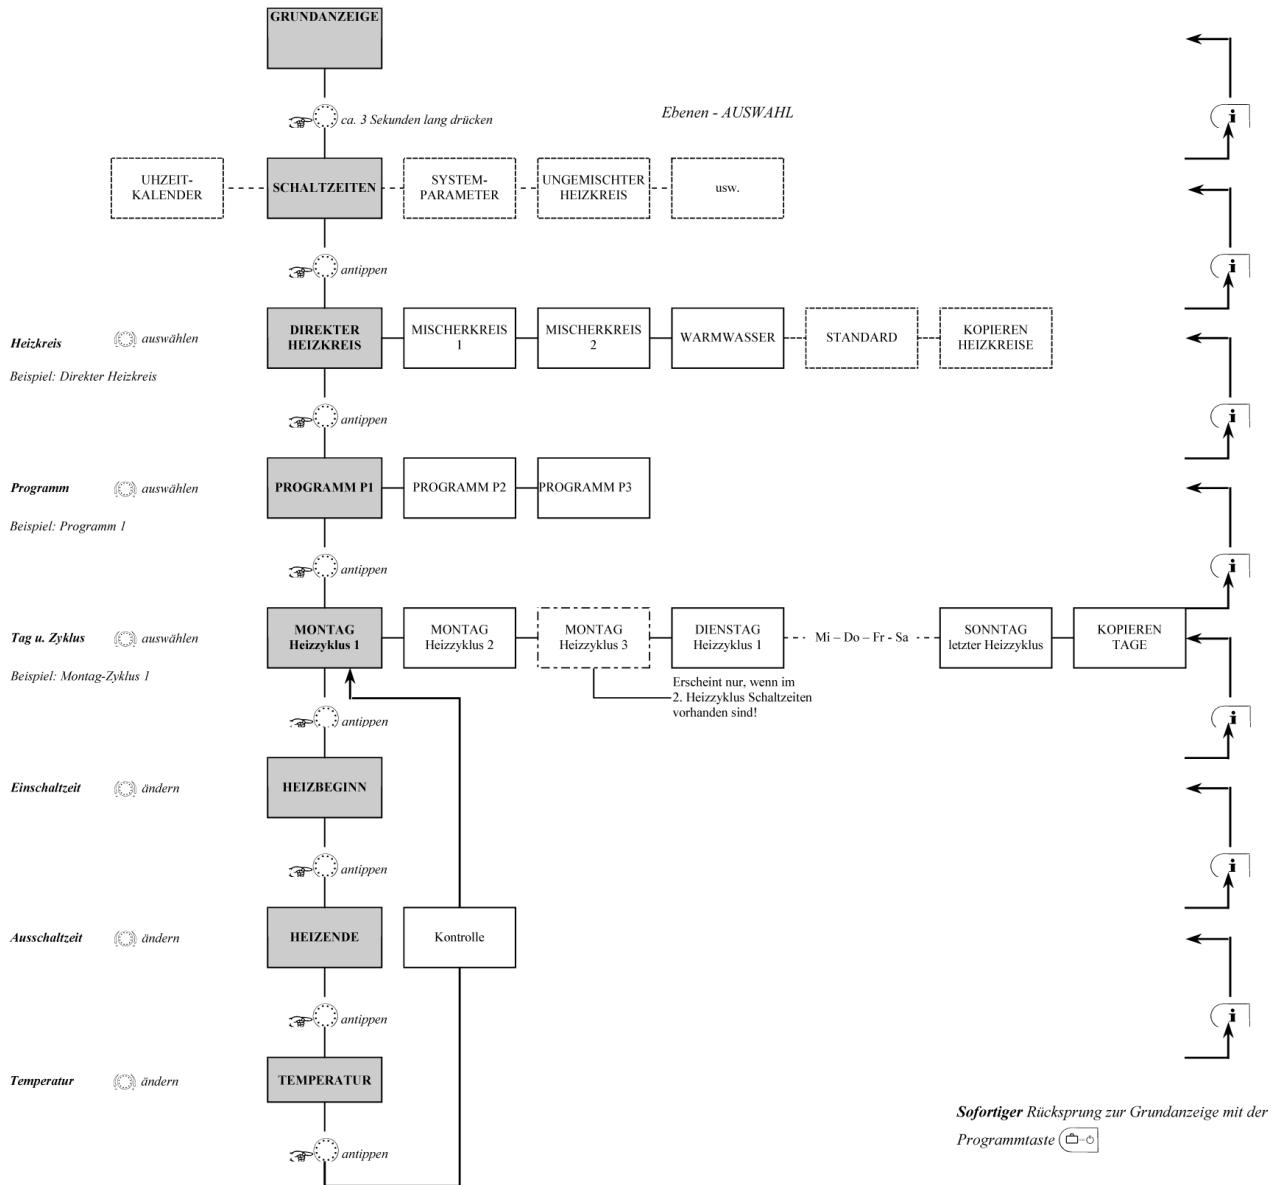 GRUNDANZEIGE
ca. 3 Sekunden lang drücken
Ebenen - AUSWAHL
i
UHZEIT-
KALENDER
SCHALTZEITEN
SYSTEM-
PARAMETER
UNGEMISCHTER
HEIZKREIS
usw.
antippen
i
Heizkreis
auswählen
Beispiel: Direkter Heizkreis
DIREKTER
HEIZKREIS
MISCHERKREIS
1
MISCHERKREIS
2
WARMWASSER
STANDARD
KOPIEREN
HEIZKREISE
antippen
i
Programm
auswählen
Beispiel: Programm 1
PROGRAMM P1
PROGRAMM P2
PROGRAMM P3
antippen
i
Tag u. Zyklus
auswählen
Beispiel: Montag-Zyklus 1
MONTAG
Heizzyklus 1
MONTAG
Heizzyklus 2
MONTAG
Heizzyklus 3
DIENSTAG
Heizzyklus 1
Mi – Do – Fr - Sa
SONNTAG
letzter Heizzyklus
KOPIEREN
TAGE
Erscheint nur, wenn im
2. Heizzyklus Schaltzeiten
vorhanden sind!
antippen
i
Einschaltzeit
ändern
HEIZBEGINN
antippen
i
Ausschaltzeit
ändern
HEIZENDE
Kontrolle
antippen
i
Temperatur
ändern
TEMPERATUR
antippen
Sofortiger Rücksprung zur Grundanzeige mit der
Programmtaste